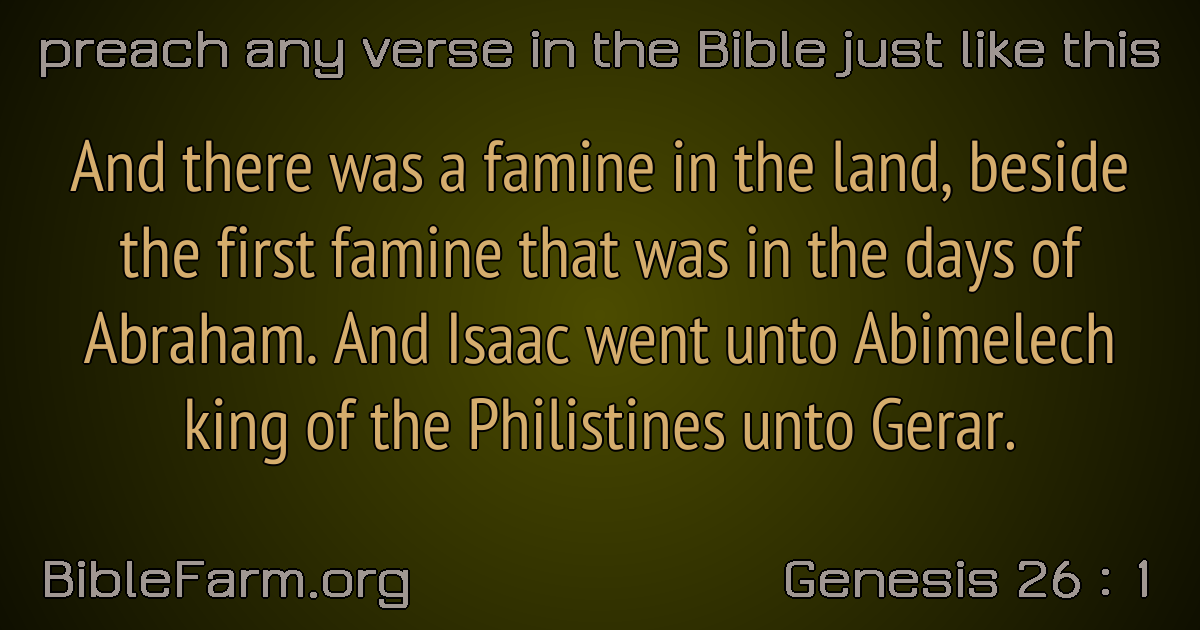 preach any verse in the Bible just like this
And there was a famine in the land, beside
the first famine that was in the days of
Abraham. And Isaac went unto Abimelech
king of the Philistines unto Gerar.
BibleFarm.org
Genesis 26 : 1